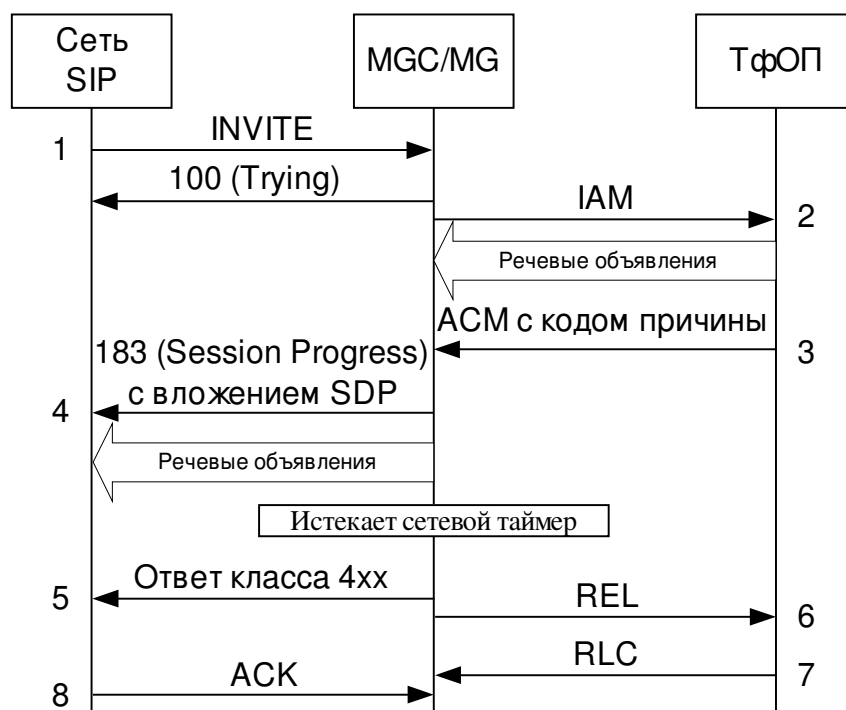 Сеть
SIP
MGC/MG
ТфОП
INVITE
1
100 (Trying)
IAM
2
Речевые объявления
ACM с кодом причины
3
183 (Session Progress)
с вложением SDP
4
Речевые объявления
Истекает сетевой таймер
Ответ класса 4xx
5
REL
6
RLC
7
ACK
8